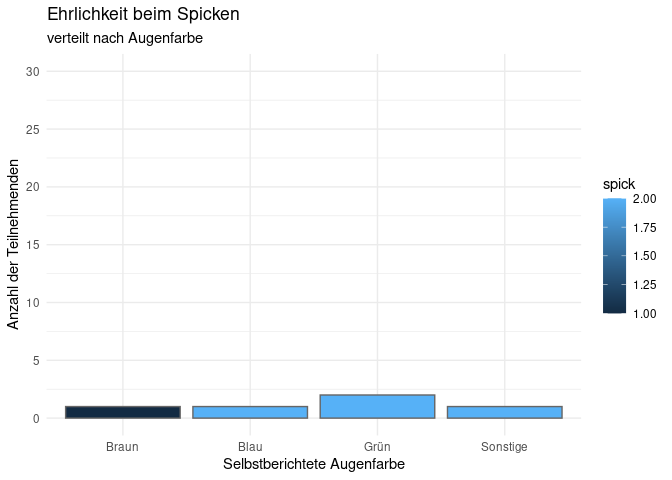 Ehrlichkeit beim Spicken
verteilt nach Augenfarbe
Anzahl der Teilnehmenden
30
25
20
15
10
5
0
Braun Blau Grün Sonstige
Selbstberichtete Augenfarbe
spick
2.00
1.75
1.50
1.25
1.00